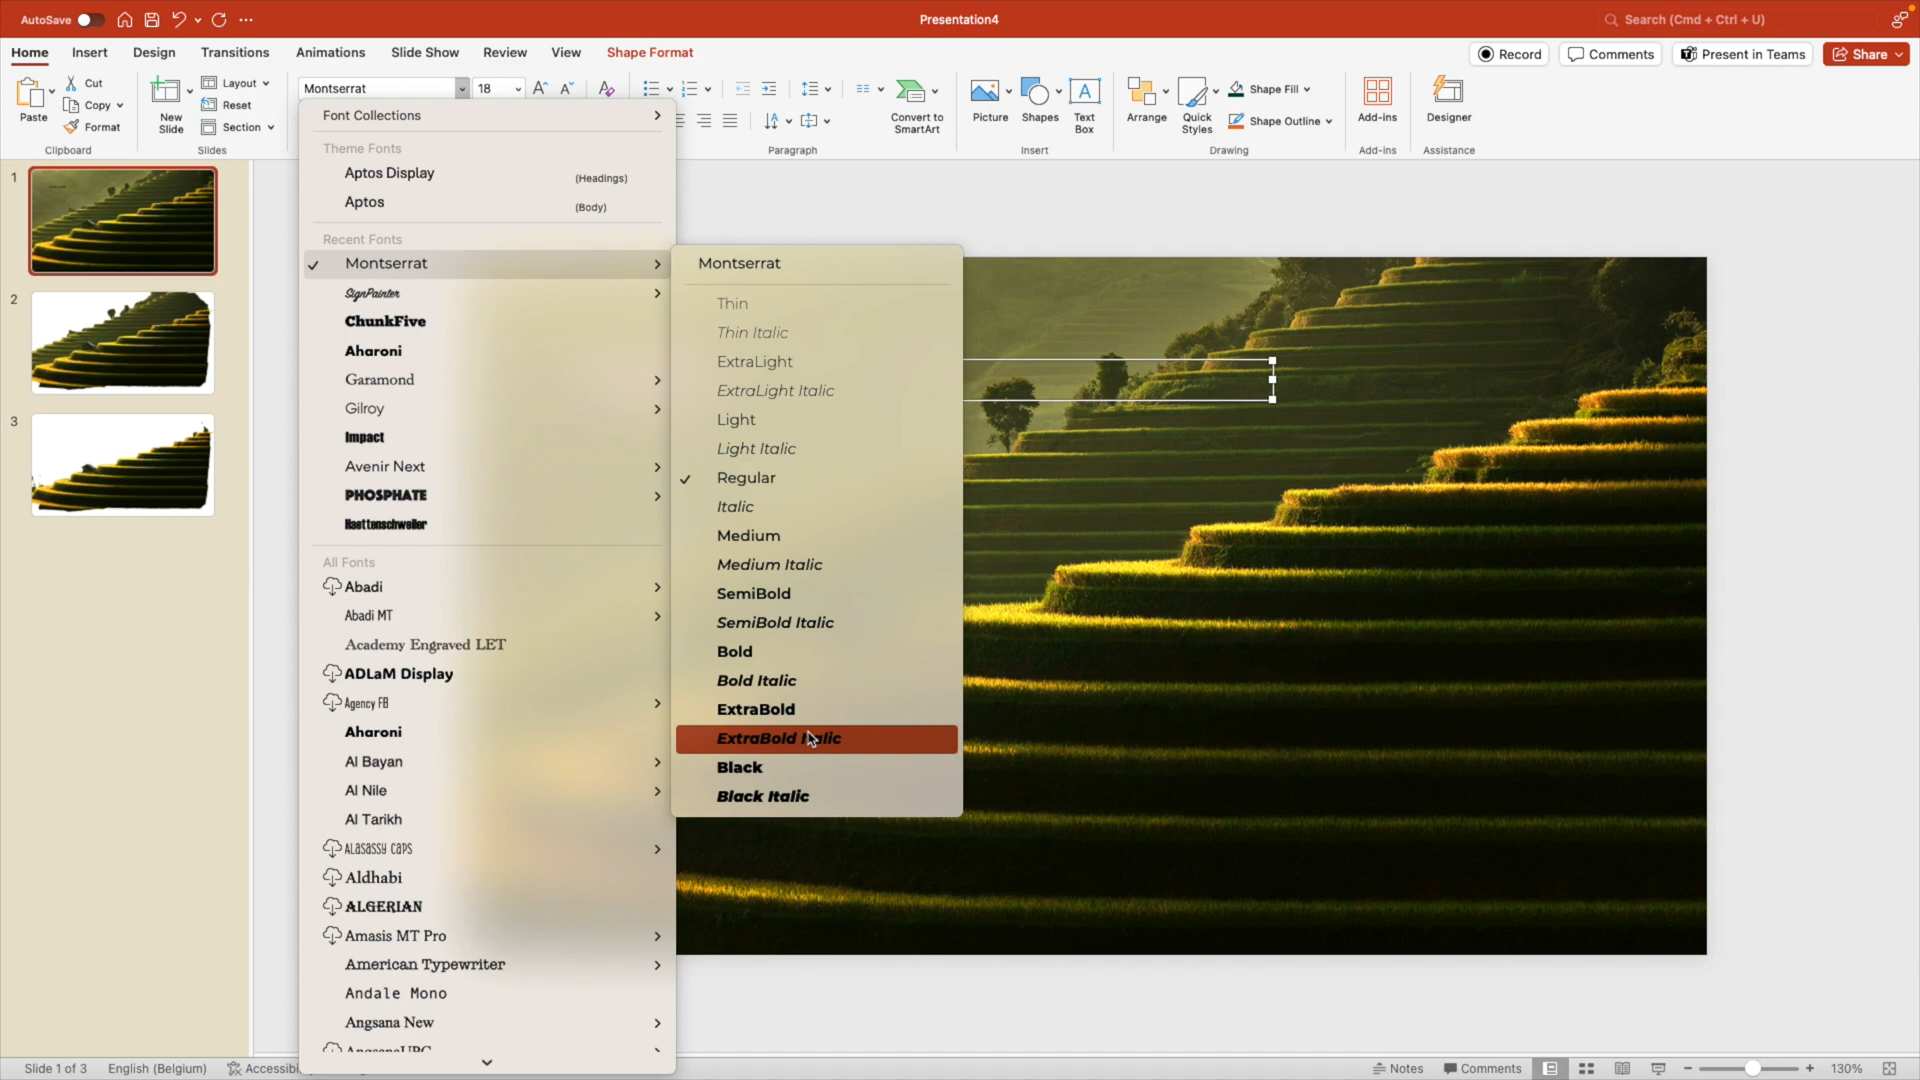 AutoSave
Presentation4
Search (Cmd + Ctrl + U)
Home Insert Design Transitions Animations Slide Show Review View Shape Format
Record Comments Present in Teams Share
Paste
Cut
Copy
Format
Clipboard
New
Slide
Layout
Reset
Section
Slides
Montserrat 18
Convert to
SmartArt
Paragraph
Picture
Shapes
Text
Box
Insert
Arrange
Quick
Styles
Shape Fill
Shape Outline
Drawing
Add-ins
Add-ins
Designer
Assistance
1
2
3
Font Collections
Theme Fonts
Aptos Display (Headings)
Aptos (Body)
Recent Fonts
Montserrat
SignPainter
ChunkFive
Aharoni
Garamond
Gilroy
Impact
Avenir Next
PHOSPHATE
Haettenschweiler
All Fonts
Abadi
Abadi MT
Academy Engraved LET
ADLaM Display
Agency FB
Aharoni
Al Bayan
Al Nile
Al Tarikh
ALASASSY CAPS
Aldhabi
ALGERIAN
Amasis MT Pro
American Typewriter
Andale Mono
Angsana New
AngsanaUPC
Montserrat
Thin
Thin Italic
ExtraLight
ExtraLight Italic
Light
Light Italic
Regular
Italic
Medium
Medium Italic
SemiBold
SemiBold Italic
Bold
Bold Italic
ExtraBold
ExtraBold Italic
Black
Black Italic
Slide 1 of 3 English (Belgium) Accessibi
Notes Comments 130%